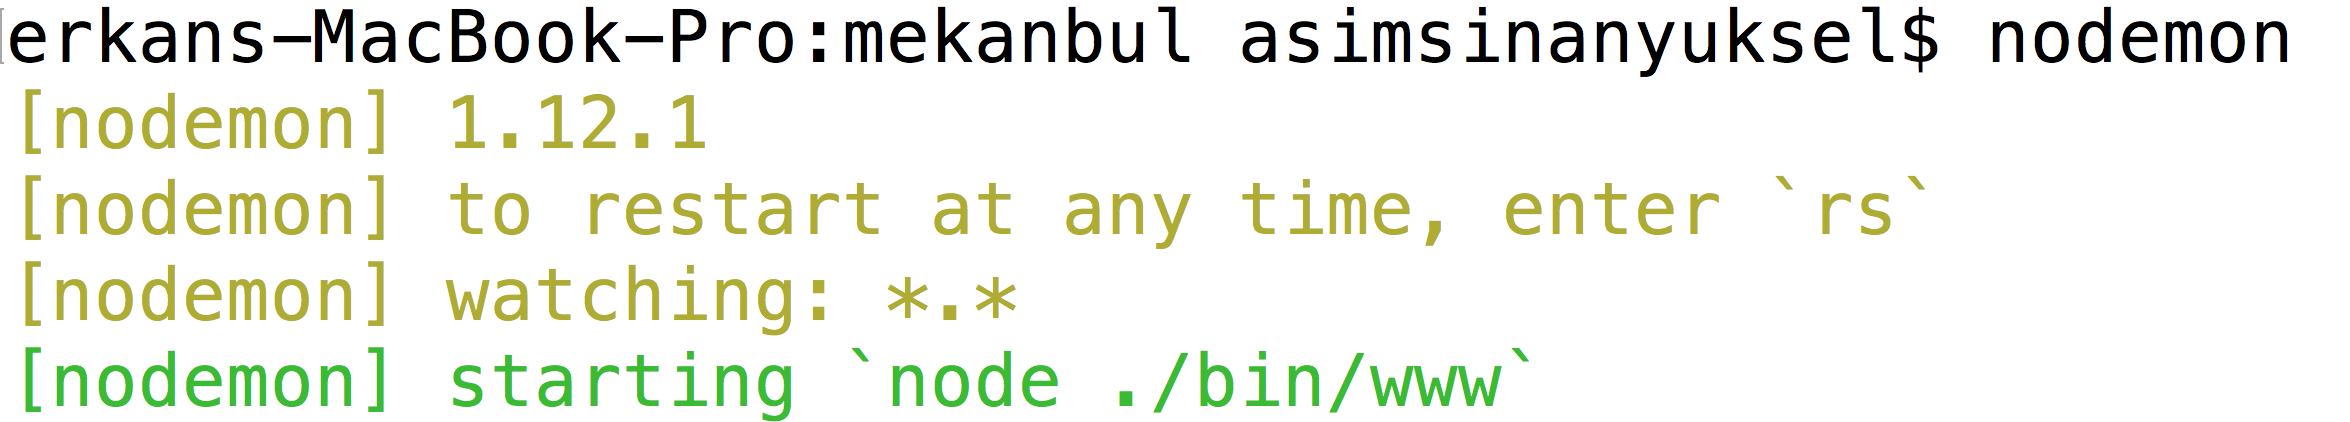 erkans-MacBook-Pro:mekanbul asimsinanyuksel$ nodemon
[nodemon] 1.12.1
[nodemon] to restart at any time, enter `rs`
[nodemon] watching: *.*
[nodemon] starting `node ./bin/www`